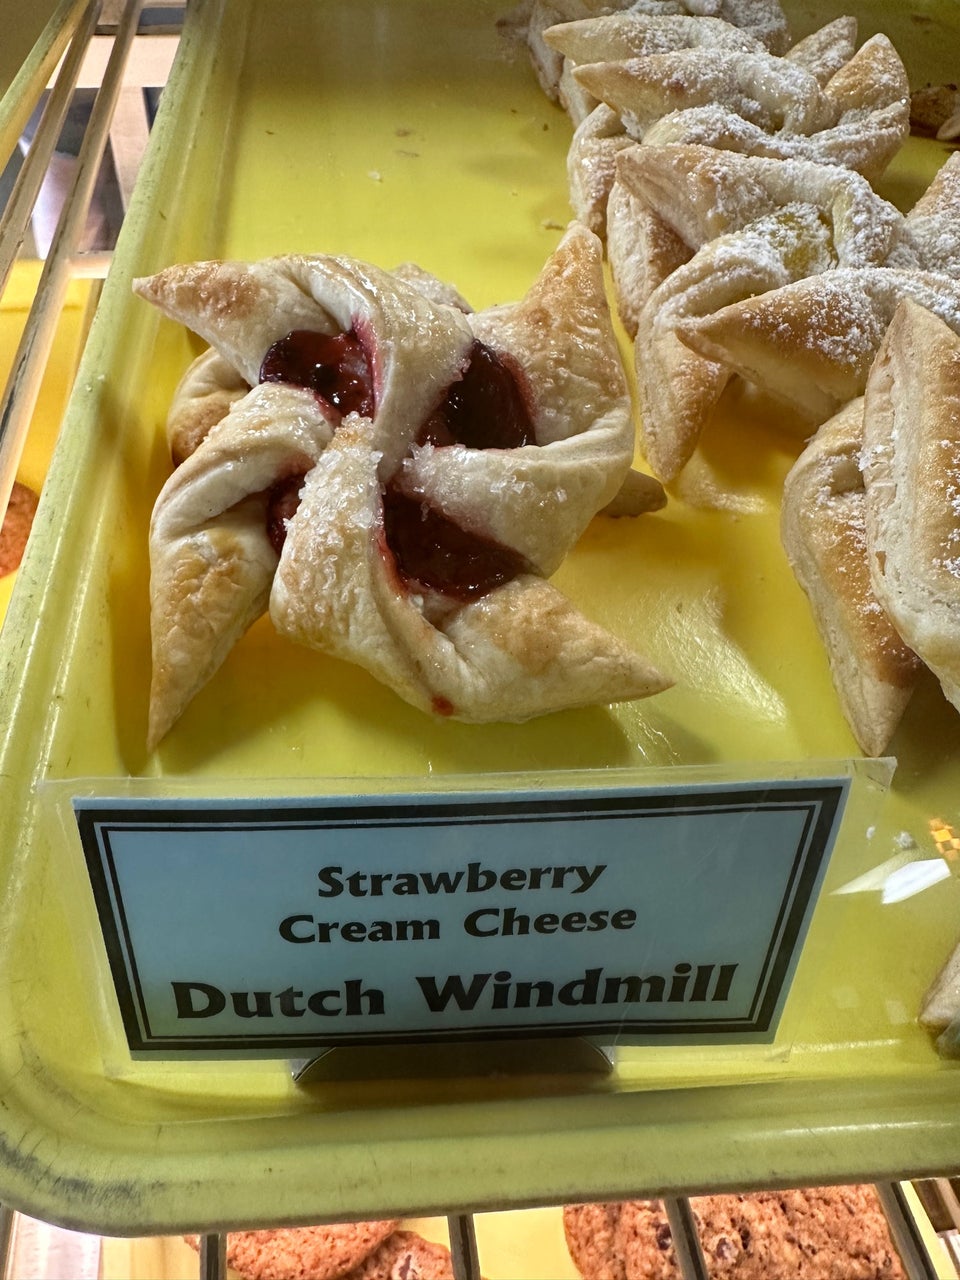 Strawberry
Cream Cheese
Dutch Windmill